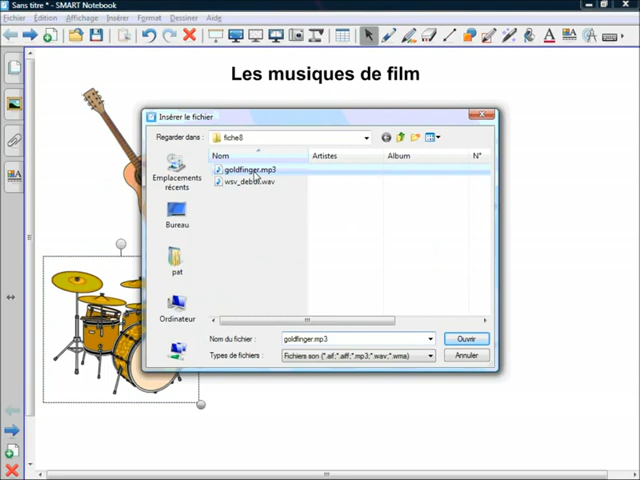 Sans titre * - SMART Notebook
Fichier Édition Affichage Insérer Format Dessiner Aide
Les musiques de film
Insérer le fichier
Regarder dans : fiche8
Nom Artistes Album N°
goldfinger.mp3
wsv_debut.wav
Emplacements
récents
Bureau
pat
Ordinateur
Nom du fichier : goldfinger.mp3 Ouvrir
Types de fichiers : Fichiers son (*.aif;*.aiff;*.mp3;*.wav;*.wma) Annuler